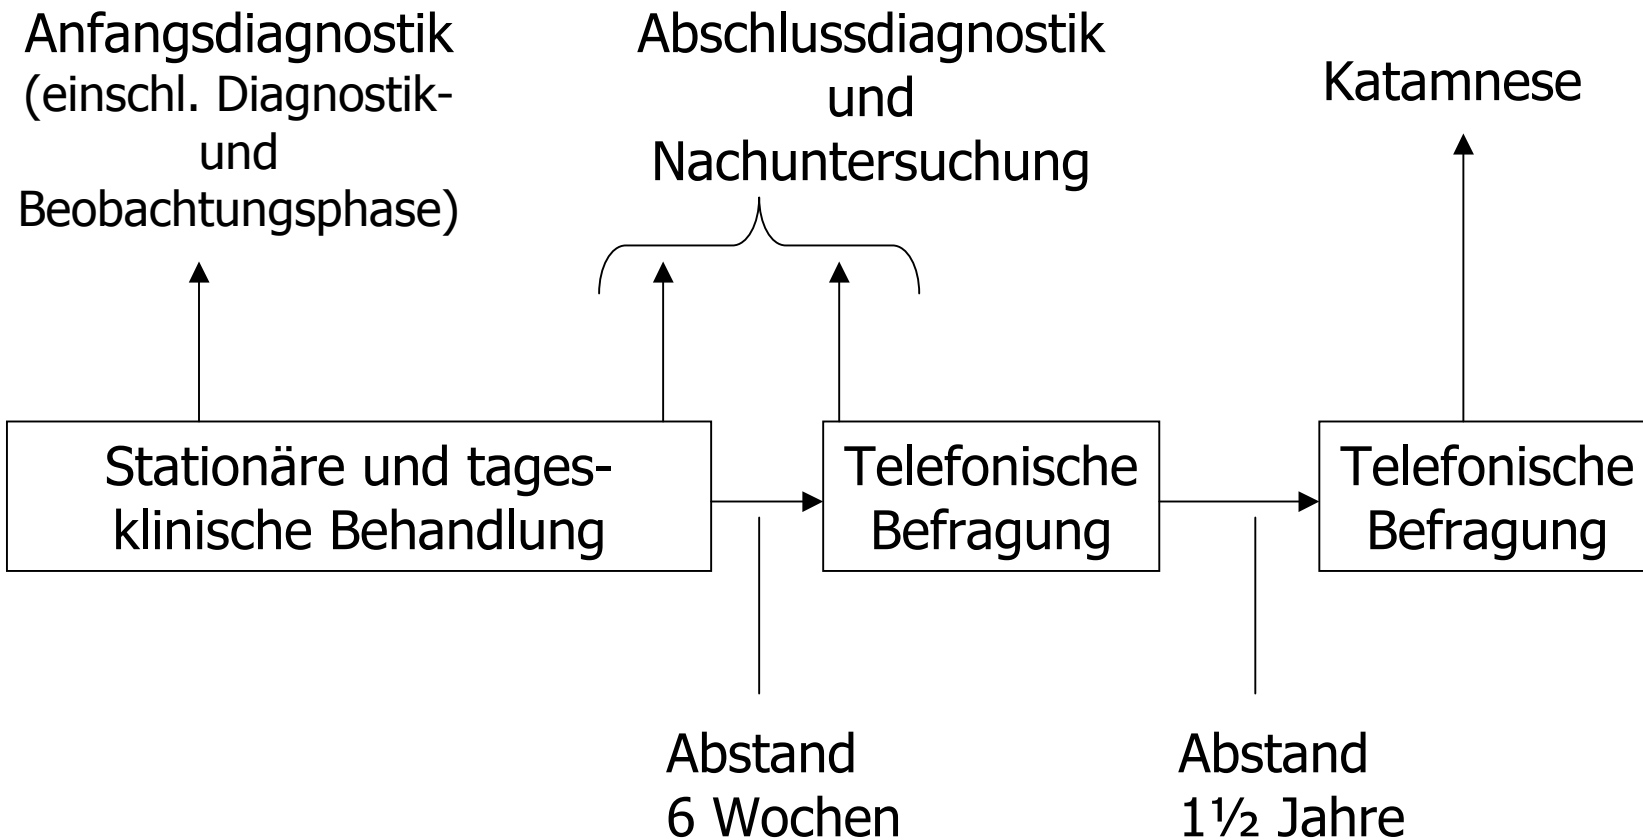 Anfangsdiagnostik
(einschl. Diagnostik-
und
Beobachtungsphase)
Abschlussdiagnostik
und
Nachuntersuchung
Katamnese
Stationäre und tages-
klinische Behandlung
Telefonische
Befragung
Telefonische
Befragung
Abstand
6 Wochen
Abstand
1½ Jahre